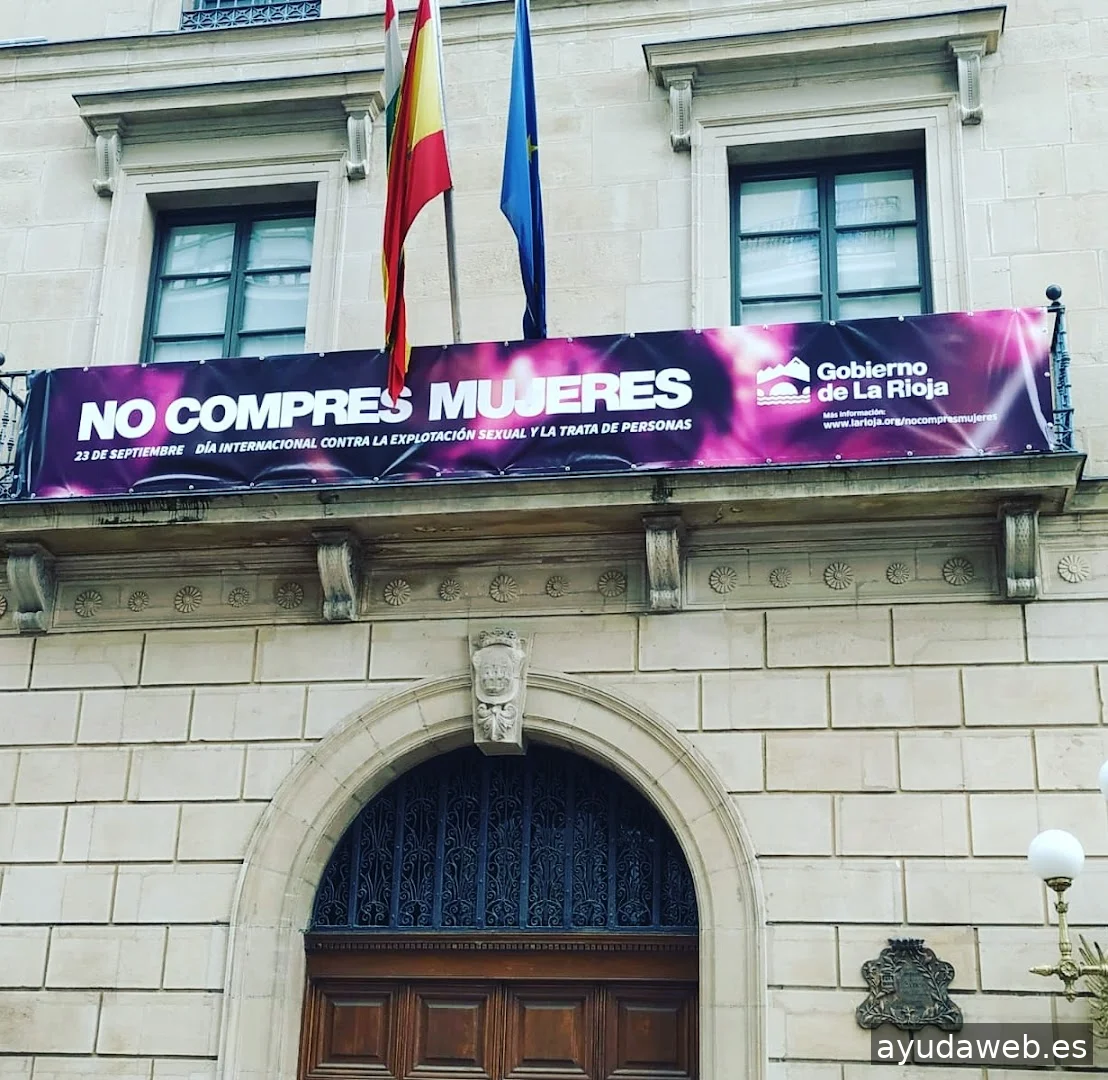 NO COMPRES MUJERES
23 DE SEPTIEMBRE DÍA INTERNACIONAL CONTRA LA EXPLOTACIÓN SEXUAL Y LA TRATA DE PERSONAS
Gobierno
de La Rioja
Más información:
www.larioja.org/nocompresmujeres
ayudaweb.es